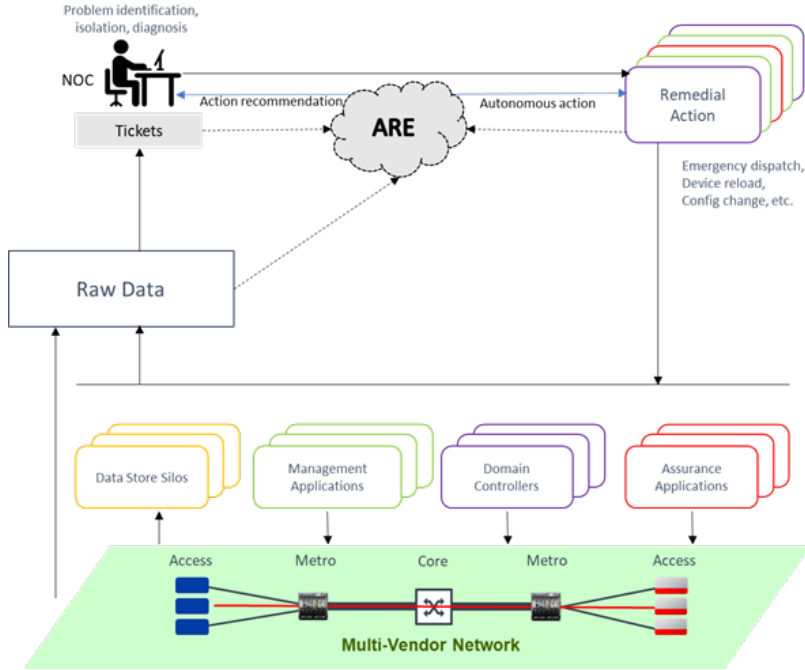 Problem identification,
isolation, diagnosis
NOC
Tickets
Action recommendation
ARE
Autonomous action
Remedial
Action
Emergency dispatch,
Device reload,
Config change, etc.
Raw Data
Data Store Silos
Management
Applications
Domain
Controllers
Assurance
Applications
Access
Metro
Core
Metro
Access
Multi-Vendor Network